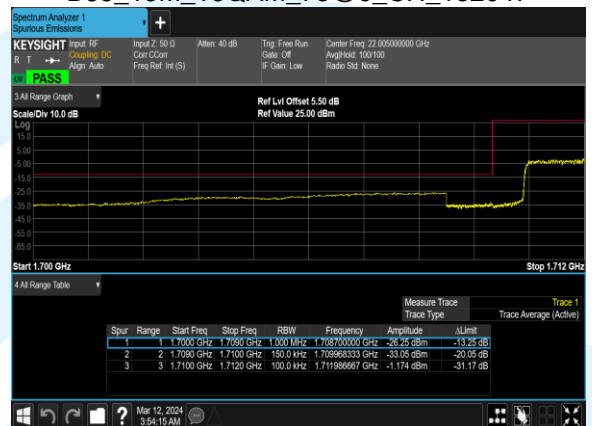 Spectrum Analyzer 1
Spurious Emissions
KEYSIGHT Input: RF Input Z: 50 Ω Atten: 40 dB Trig: Free Run Center Freq: 22.005000000 GHz
R T Coupling: DC Corr CCorr Gate: Off Avg|Hold: 100/100
Align: Auto Freq Ref: Int (S) IF Gain: Low Radio Std: None
PASS
3 All Range Graph
Ref Lvl Offset 5.50 dB
Scale/Div 10.0 dB Ref Value 25.00 dBm
Log
15.0
5.00
-5.00
-15.0
-25.0
-35.0
-45.0
-55.0
-65.0
Start 1.700 GHz Stop 1.712 GHz
4 All Range Table
Measure Trace Trace 1
Trace Type Trace Average (Active)
Spur Range Start Freq Stop Freq RBW Frequency Amplitude ΔLimit
1 1 1.7000 GHz 1.7090 GHz 1.000 MHz 1.708700000 GHz -26.25 dBm -13.25 dB
2 2 1.7090 GHz 1.7100 GHz 150.0 kHz 1.709968333 GHz -33.05 dBm -20.05 dB
3 3 1.7100 GHz 1.7120 GHz 100.0 kHz 1.711986667 GHz -1.174 dBm -31.17 dB
Mar 12, 2024
3:54:15 AM